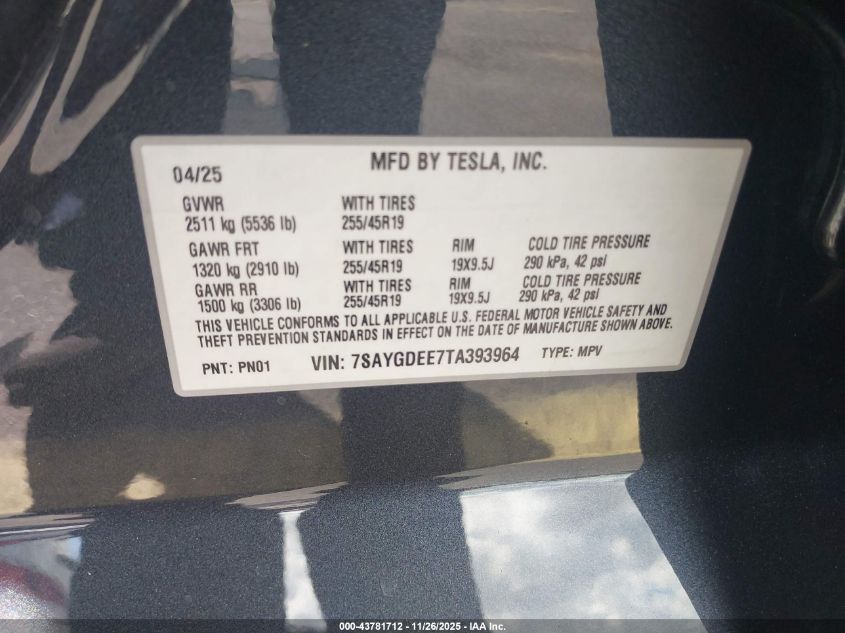 04/25 MFD BY TESLA, INC.
GVWR WITH TIRES
2511 kg (5536 lb) 255/45R19
GAWR FRT WITH TIRES RIM COLD TIRE PRESSURE
1320 kg (2910 lb) 255/45R19 19X9.5J 290 kPa, 42 psi
GAWR RR WITH TIRES RIM COLD TIRE PRESSURE
1500 kg (3306 lb) 255/45R19 19X9.5J 290 kPa, 42 psi
THIS VEHICLE CONFORMS TO ALL APPLICABLE U.S. FEDERAL MOTOR VEHICLE SAFETY AND
THEFT PREVENTION STANDARDS IN EFFECT ON THE DATE OF MANUFACTURE SHOWN ABOVE.
PNT: PN01 VIN: 7SAYGDEE7TA393964 TYPE: MPV
000-43781712 - 11/26/2025 - IAA Inc.